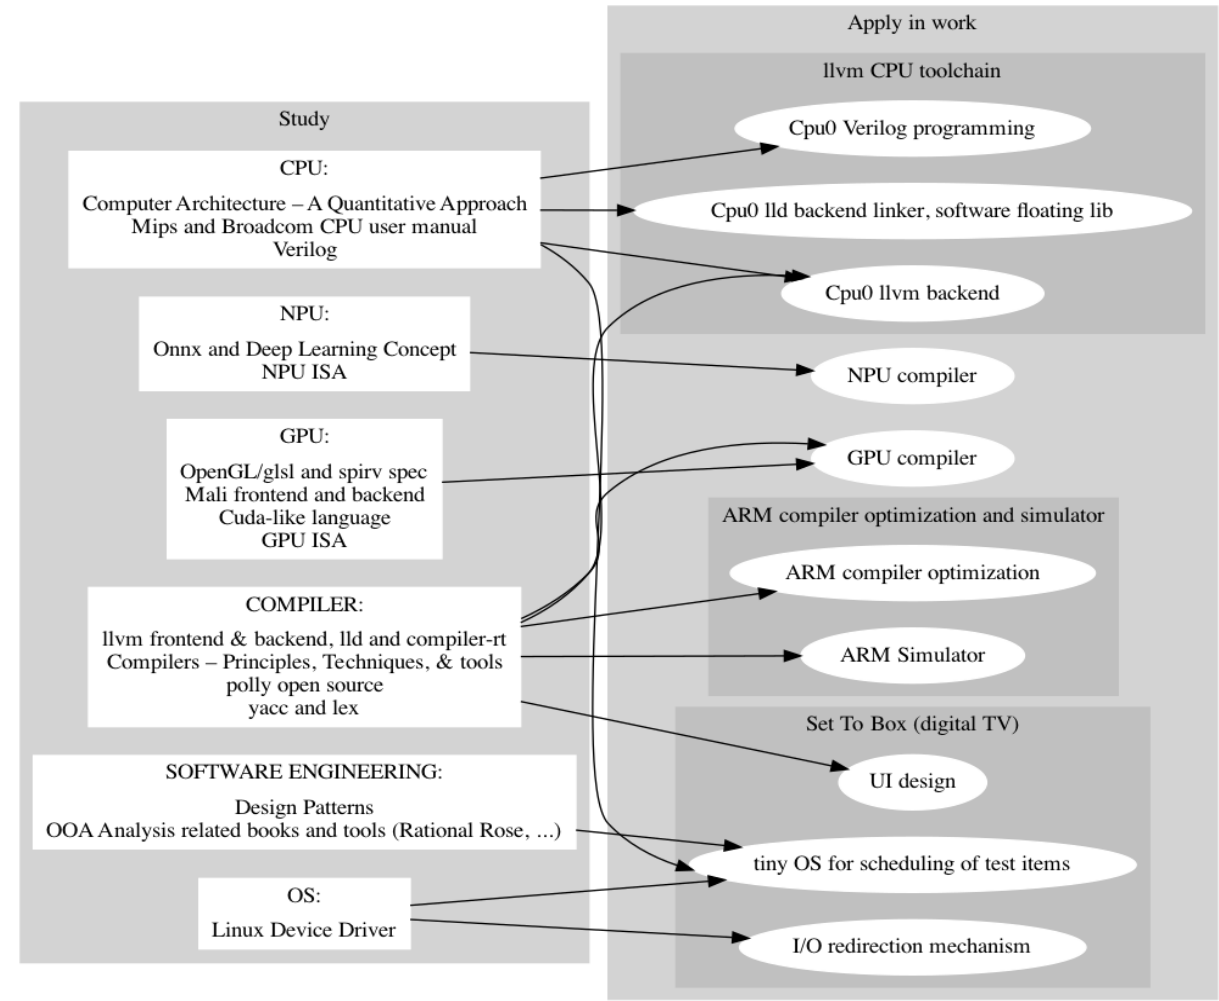 Study
CPU:
Computer Architecture – A Quantitative Approach
Mips and Broadcom CPU user manual
Verilog
NPU:
Onnx and Deep Learning Concept
NPU ISA
GPU:
OpenGL/glsl and spirv spec
Mali frontend and backend
Cuda-like language
GPU ISA
COMPILER:
llvm frontend & backend, lld and compiler-rt
Compilers – Principles, Techniques, & tools
polly open source
yacc and lex
SOFTWARE ENGINEERING:
Design Patterns
OOA Analysis related books and tools (Rational Rose, ...)
OS:
Linux Device Driver
Apply in work
llvm CPU toolchain
Cpu0 Verilog programming
Cpu0 lld backend linker, software floating lib
Cpu0 llvm backend
NPU compiler
GPU compiler
ARM compiler optimization and simulator
ARM compiler optimization
ARM Simulator
Set To Box (digital TV)
UI design
tiny OS for scheduling of test items
I/O redirection mechanism